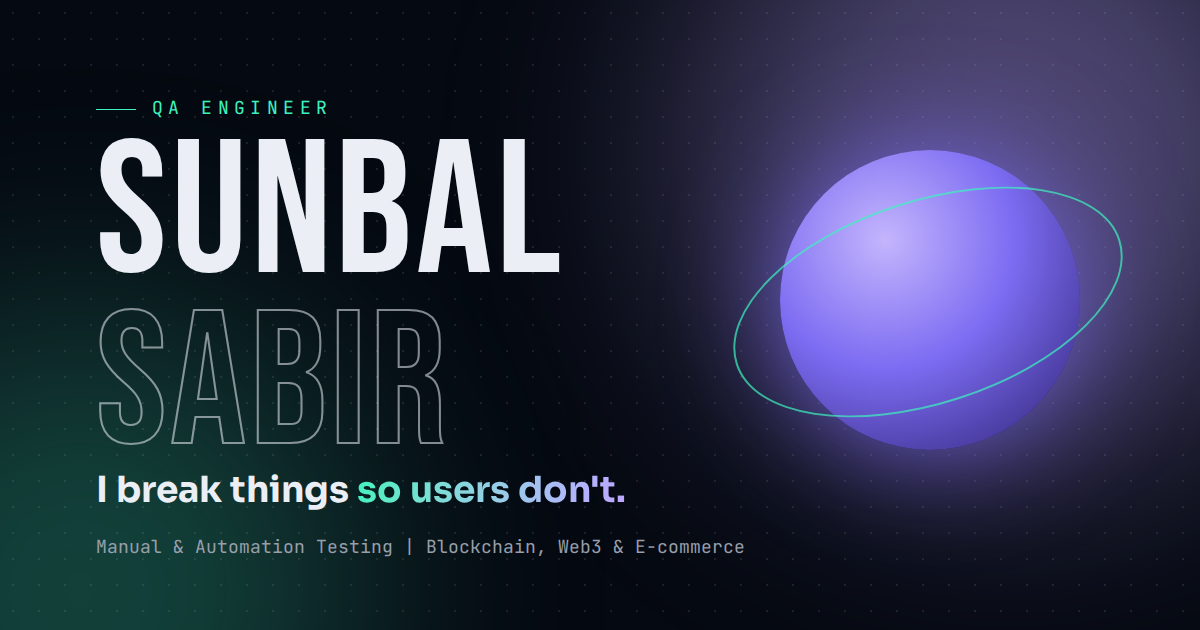 QA ENGINEER
SUNBAL
SABIR
I break things so users don't.
Manual & Automation Testing | Blockchain, Web3 & E-commerce